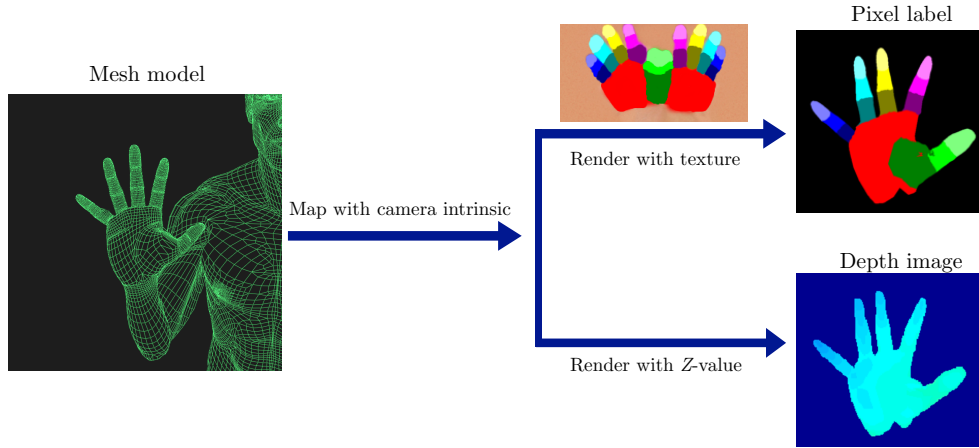 Mesh model
Map with camera intrinsic
Render with texture
Pixel label
Render with Z-value
Depth image